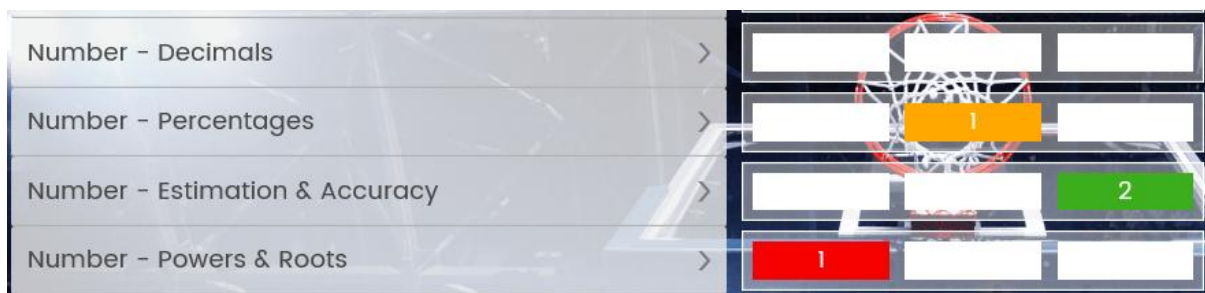 Number - Decimals >
Number - Percentages > 1
Number - Estimation & Accuracy > 2
Number - Powers & Roots > 1